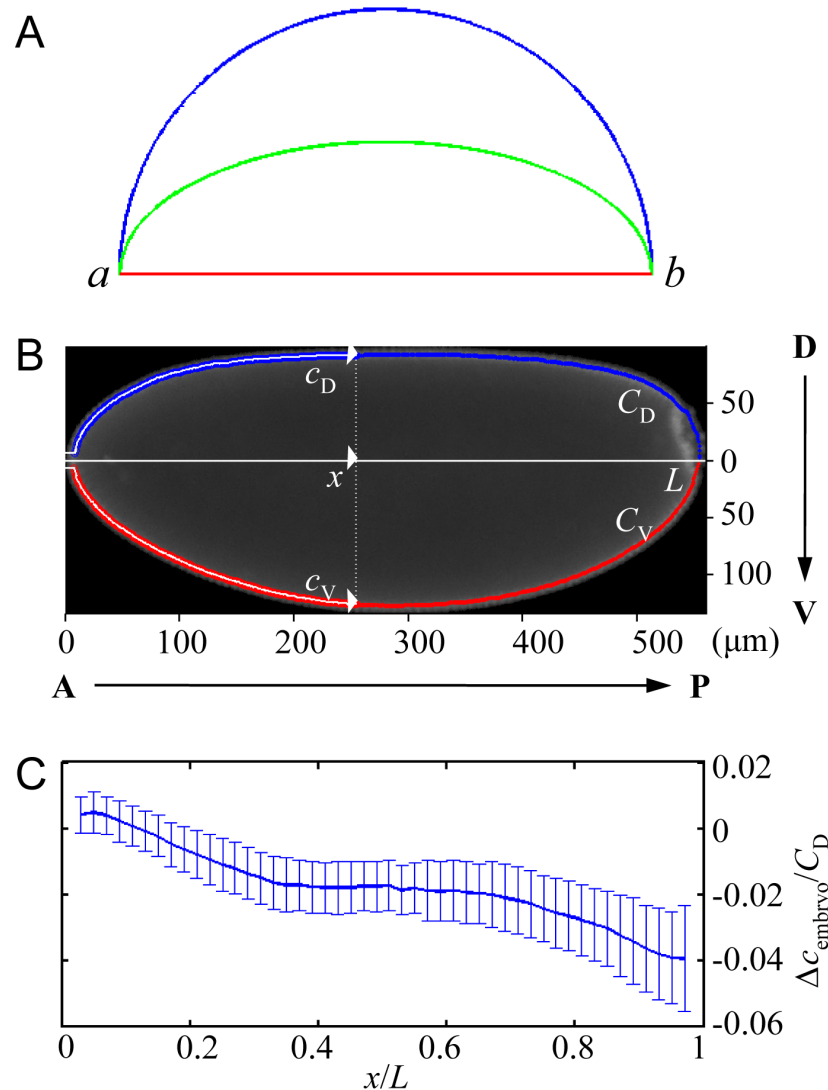 A
a b
B
D
c_D C_D
50
x L
0
c_V C_V
50
100
V
0 100 200 300 400 500 (μm)
A P
C
0.02
0
-0.02
-0.04
-0.06
Δc_embryo/C_D
0 0.2 0.4 0.6 0.8 1
x/L